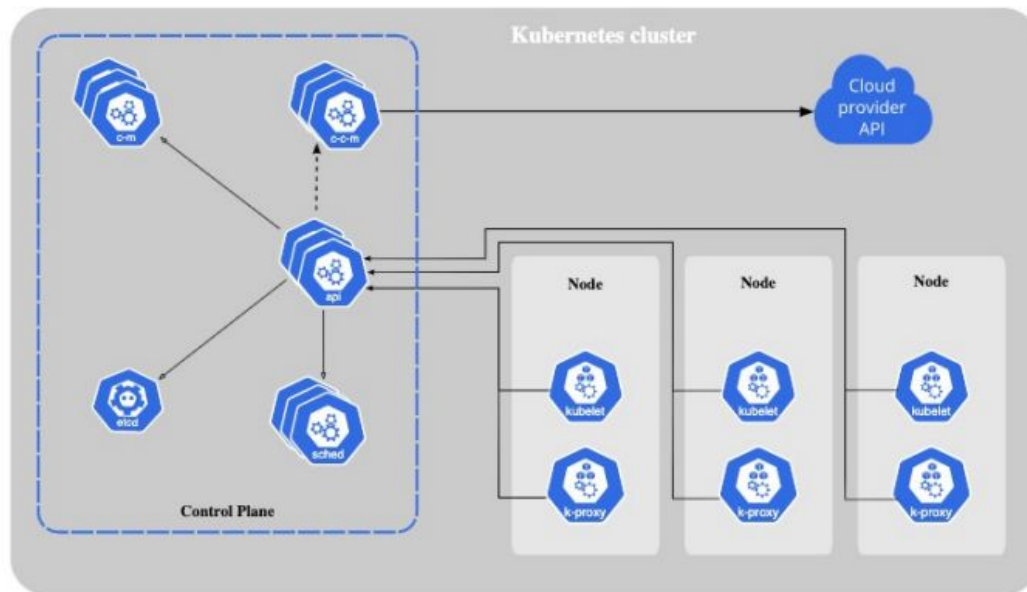 Kubernetes cluster
c-m
c-c-m
Cloud
provider
API
api
Node
Node
Node
kubelet
kubelet
kubelet
etcd
sched
k-proxy
k-proxy
k-proxy
Control Plane